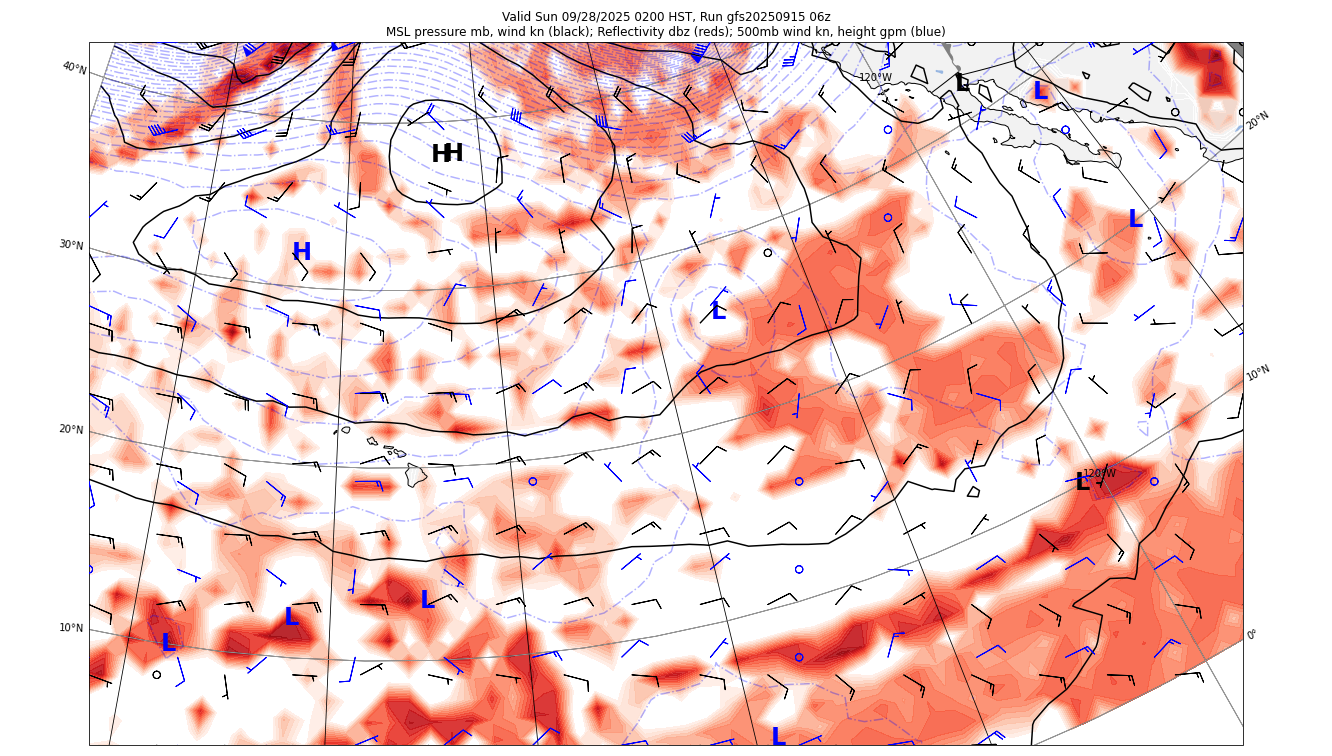 Valid Sun 09/28/2025 0200 HST, Run gfs20250915 06z
MSL pressure mb, wind kn (black); Reflectivity dbz (reds); 500mb wind kn, height gpm (blue)
40°N
120°W
L
L
20°N
H
H
L
30°N
H
L
10°N
20°N
L
120°W
L
L
10°N
L
0°
L